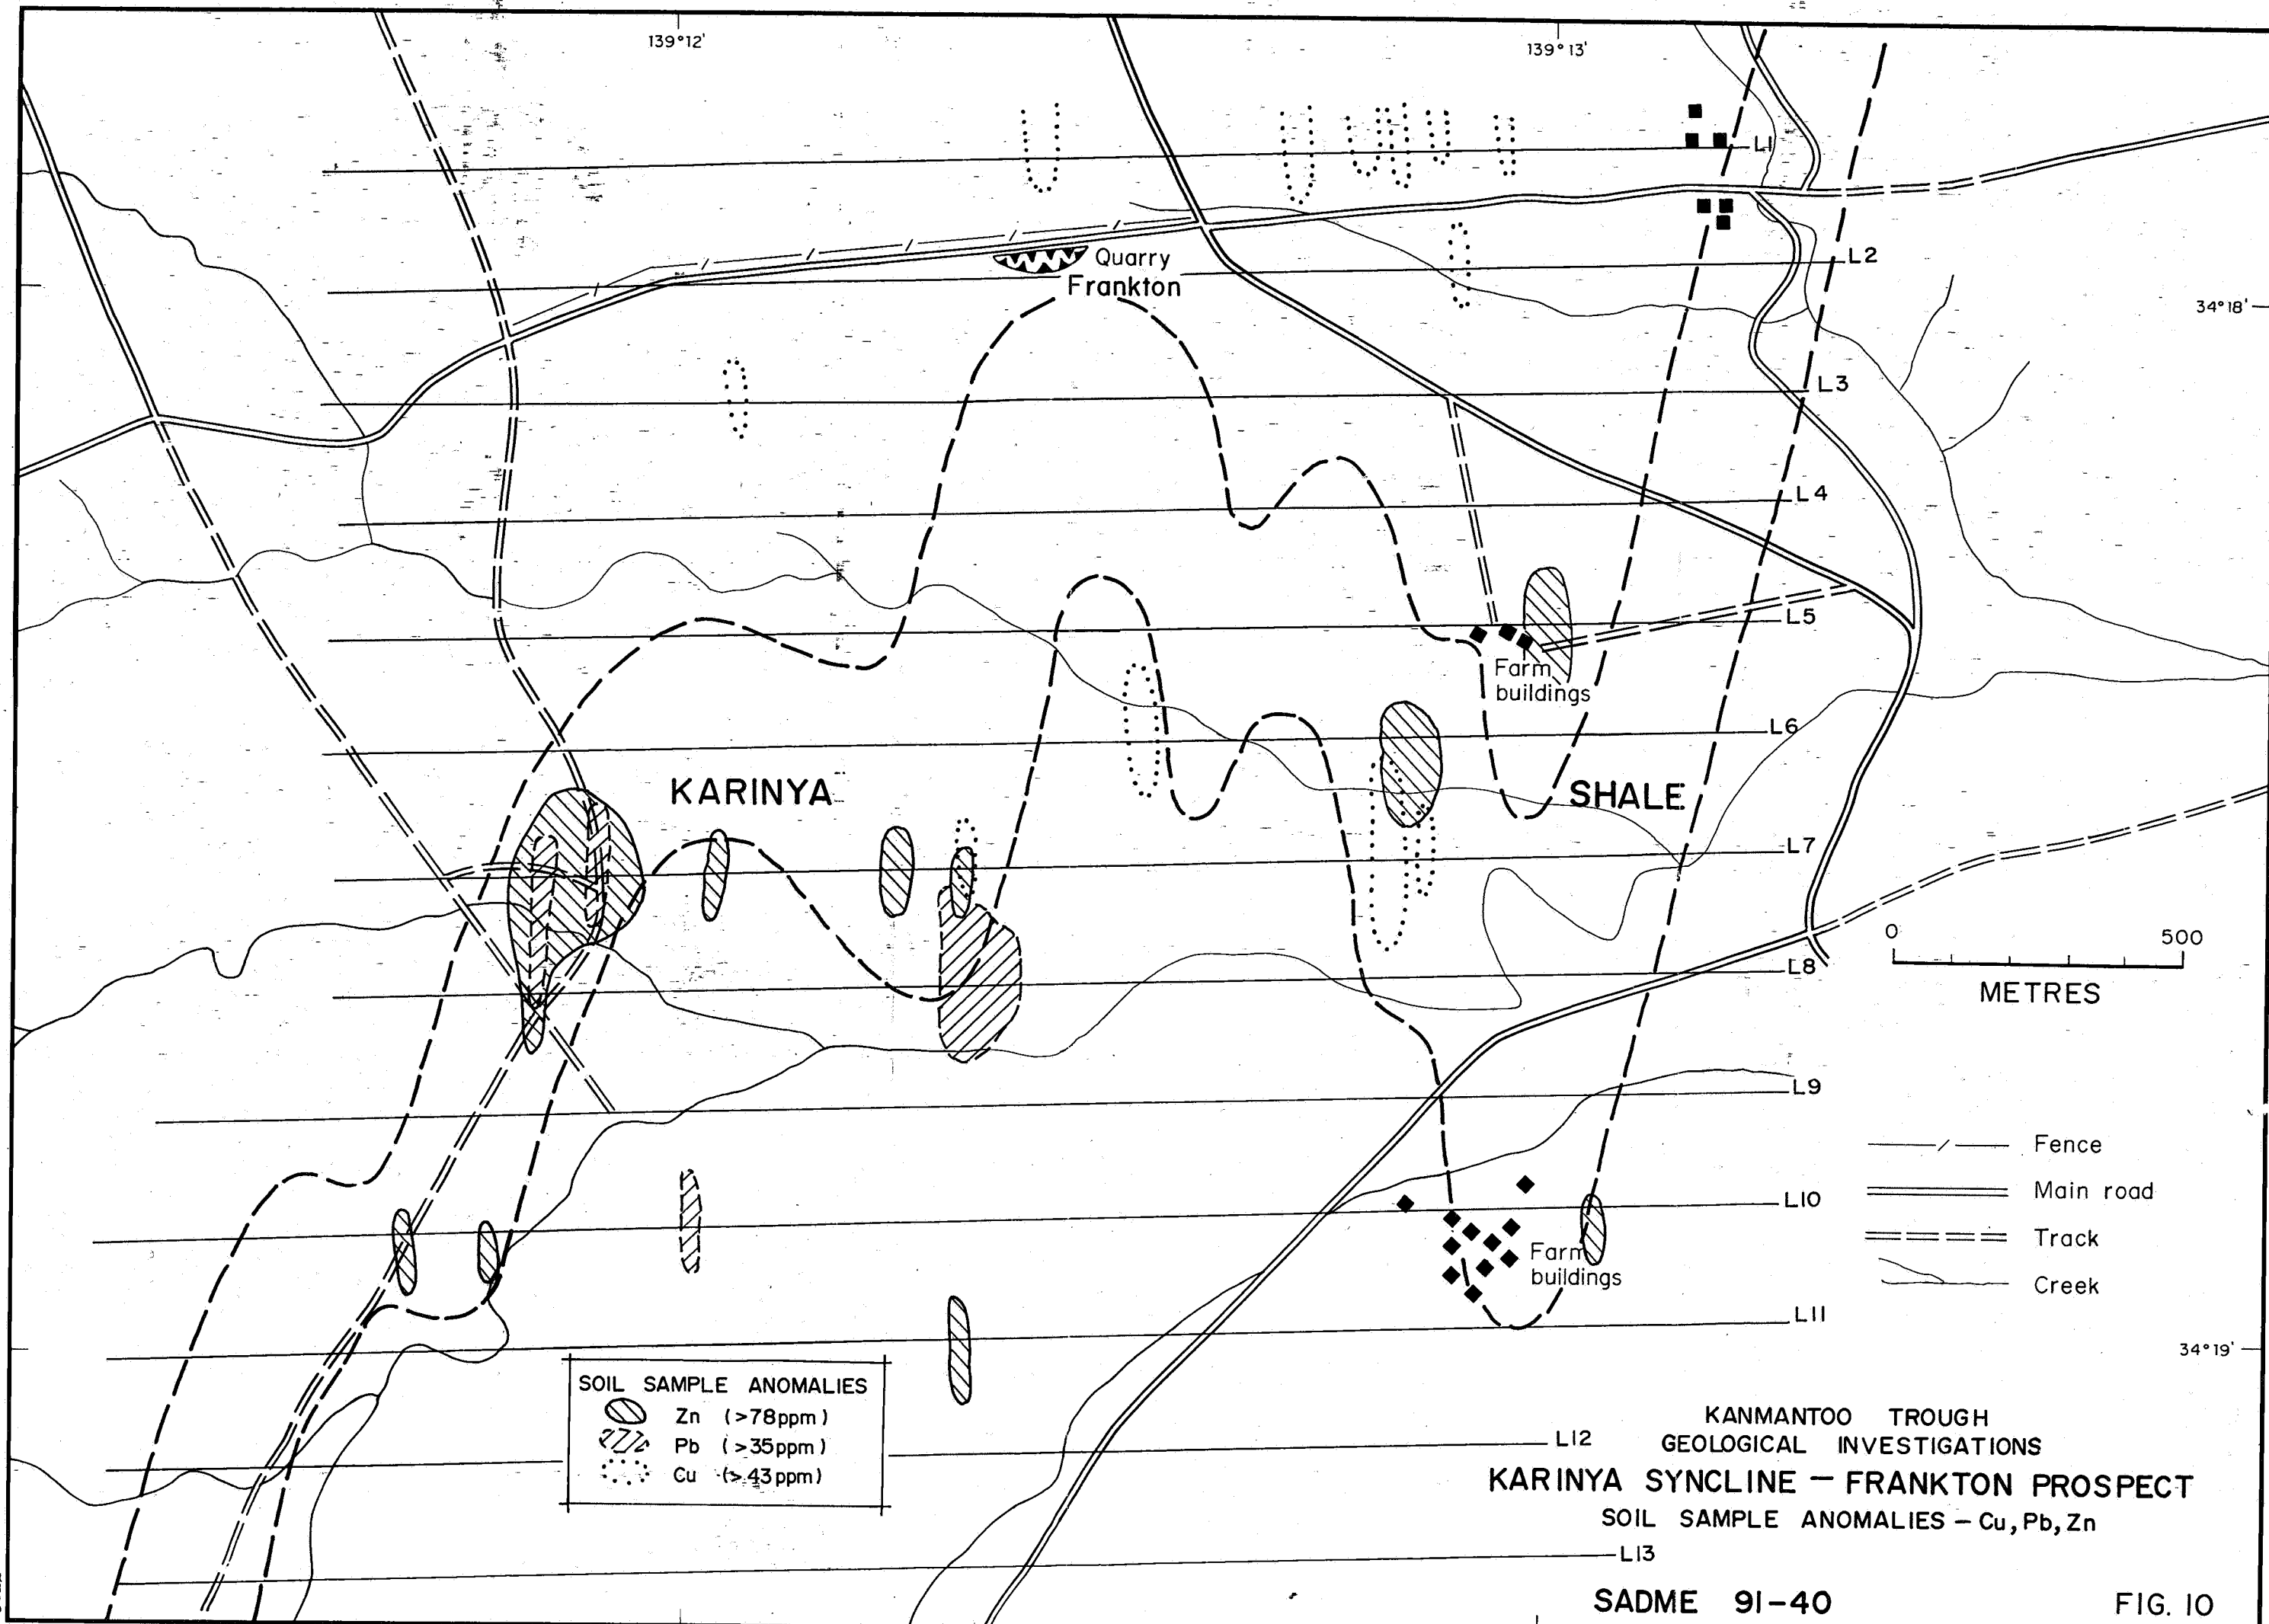 139°12'
139°13'
L1
Quarry
Frankton
L2
34°18'
L3
L4
L5
Farm
buildings
L6
KARINYA
SHALE
L7
0
500
L8
METRES
L9
Fence
Main road
L10
Track
Farm
buildings
Creek
L11
34°19'
SOIL SAMPLE ANOMALIES
Zn (>78ppm)
Pb (>35ppm)
Cu (>43ppm)
L12
KANMANTOO TROUGH
GEOLOGICAL INVESTIGATIONS
KARINYA SYNCLINE — FRANKTON PROSPECT
SOIL SAMPLE ANOMALIES — Cu, Pb, Zn
L13
SADME 91-40
FIG. 10